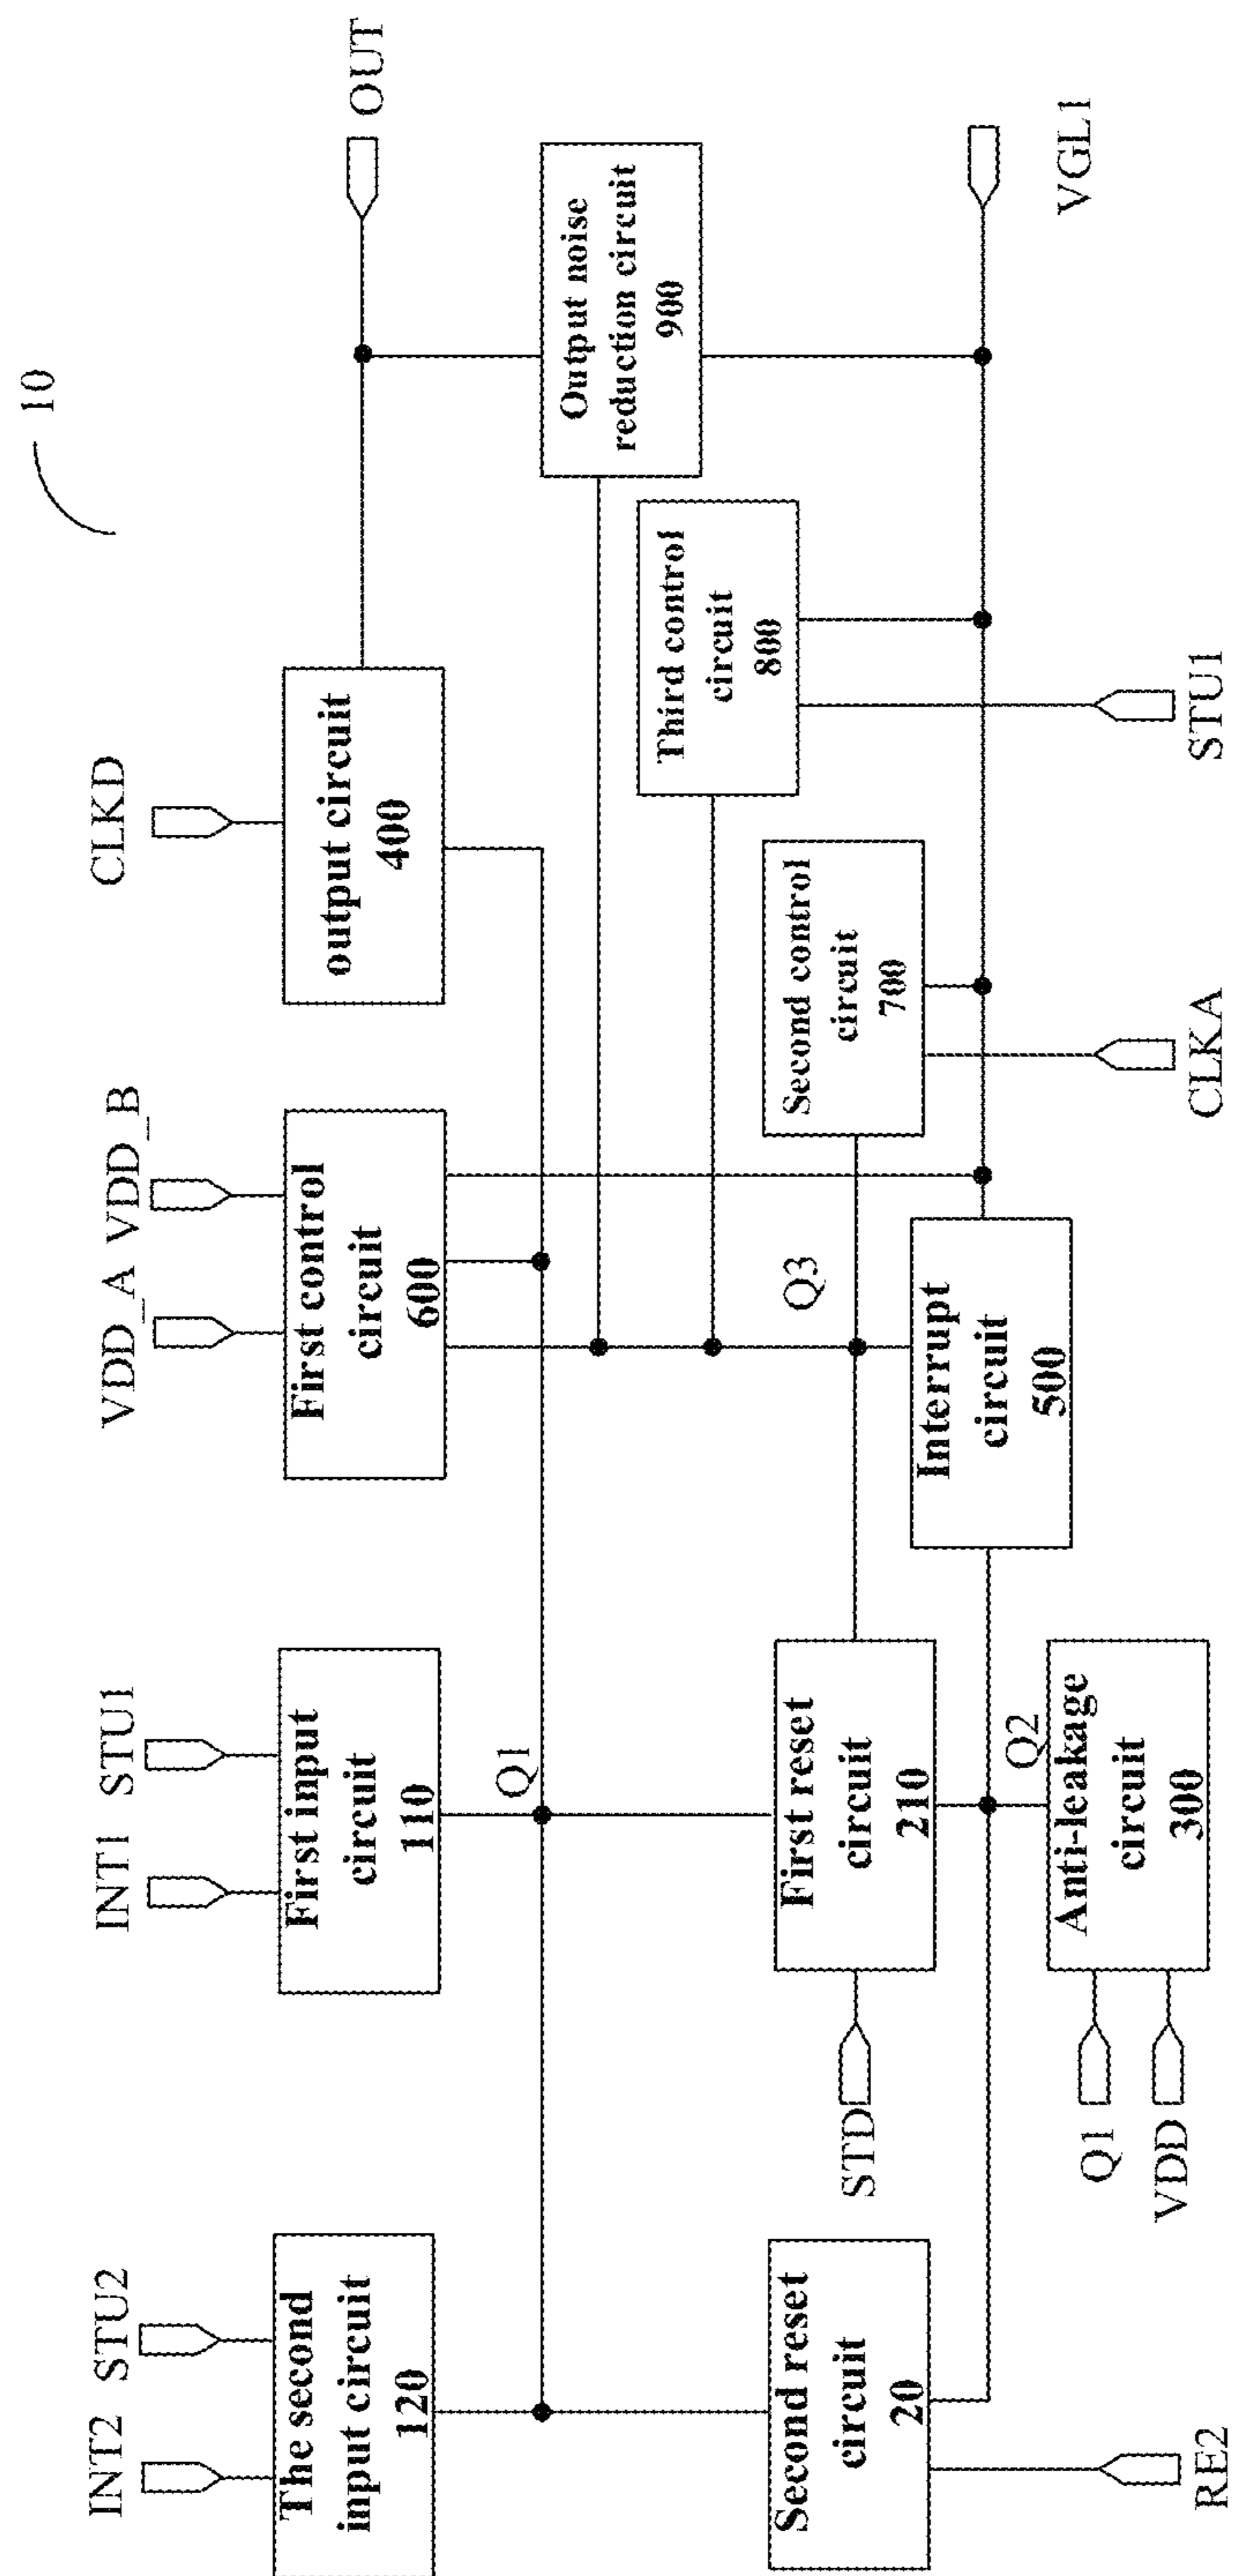 10
INT2
STU2
INT1
STU1
VDD_A
VDD_B
CLKD
OUT
The second
input circuit
120
First input
circuit
110
First control
circuit
600
output circuit
400
Q1
Output noise
reduction circuit
900
Third control
circuit
800
Q3
Second control
circuit
700
Second reset
circuit
20
STD
First reset
circuit
210
Interrupt
circuit
500
VGL1
Q2
Q1
VDD
Anti-leakage
circuit
300
RE2
CLKA
STU1